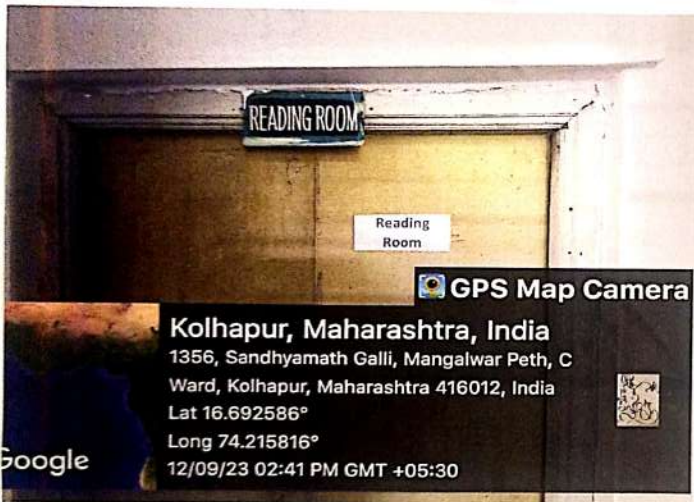 READING ROOM
Reading
Room
GPS Map Camera
Kolhapur, Maharashtra, India
1356, Sandhyamath Galli, Mangalwar Peth, C
Ward, Kolhapur, Maharashtra 416012, India
Lat 16.692586°
Long 74.215816°
12/09/23 02:41 PM GMT +05:30
Google